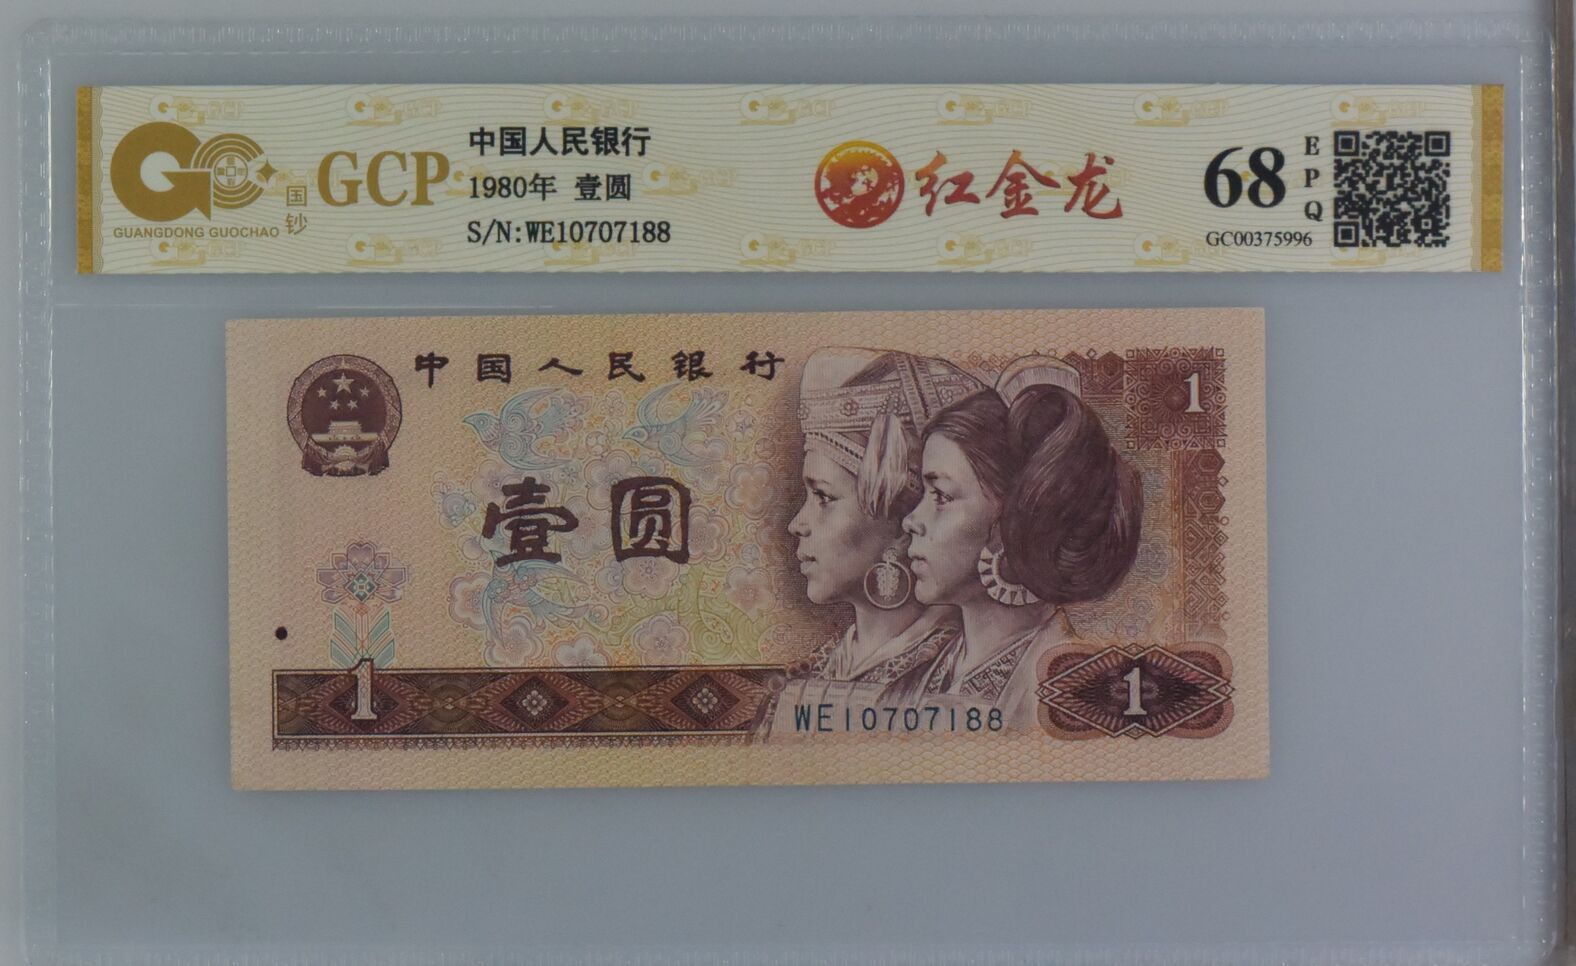 GUANGDONG GUOCHAO
国钞
GCP
中国人民银行
1980年 壹圆
S/N:WE10707188
红金龙
68
EPQ
GC00375996
中国人民银行
1
壹圆
1
WE10707188
1